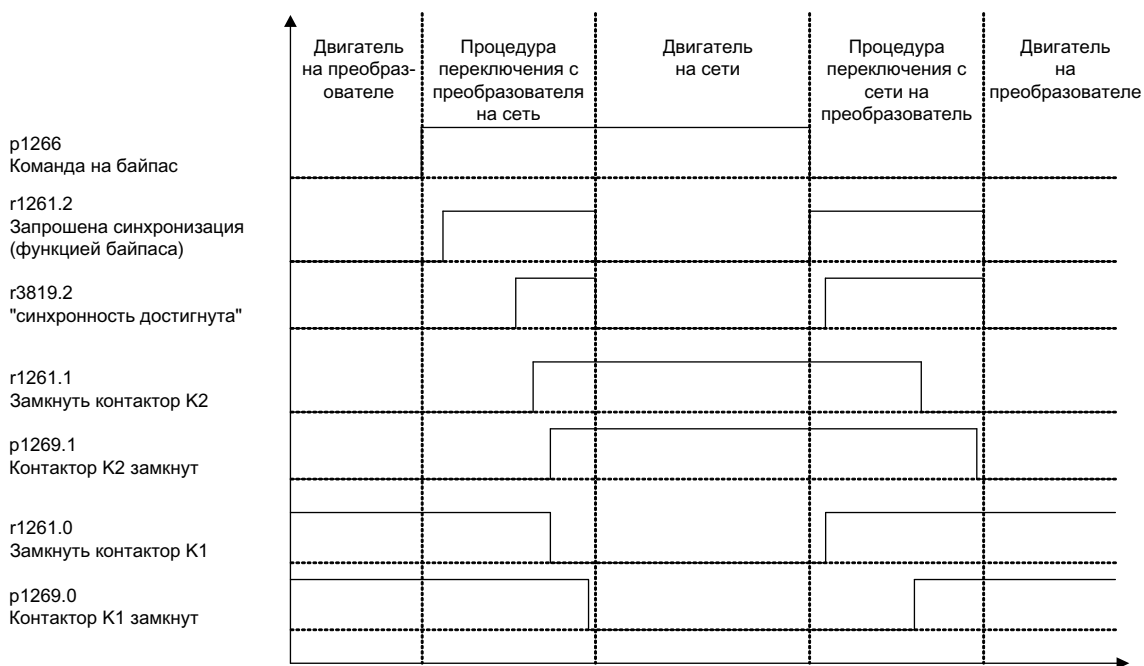 Двигатель
на преобраз-
ователе
Процедура
переключения с
преобразователя
на сеть
Двигатель
на сети
Процедура
переключения с
сети на
преобразователь
Двигатель
на
преобразователе
p1266
Команда на байпас
r1261.2
Запрошена синхронизация
(функцией байпаса)
r3819.2
"синхронность достигнута"
r1261.1
Замкнуть контактор K2
p1269.1
Контактор K2 замкнут
r1261.0
Замкнуть контактор K1
p1269.0
Контактор K1 замкнут